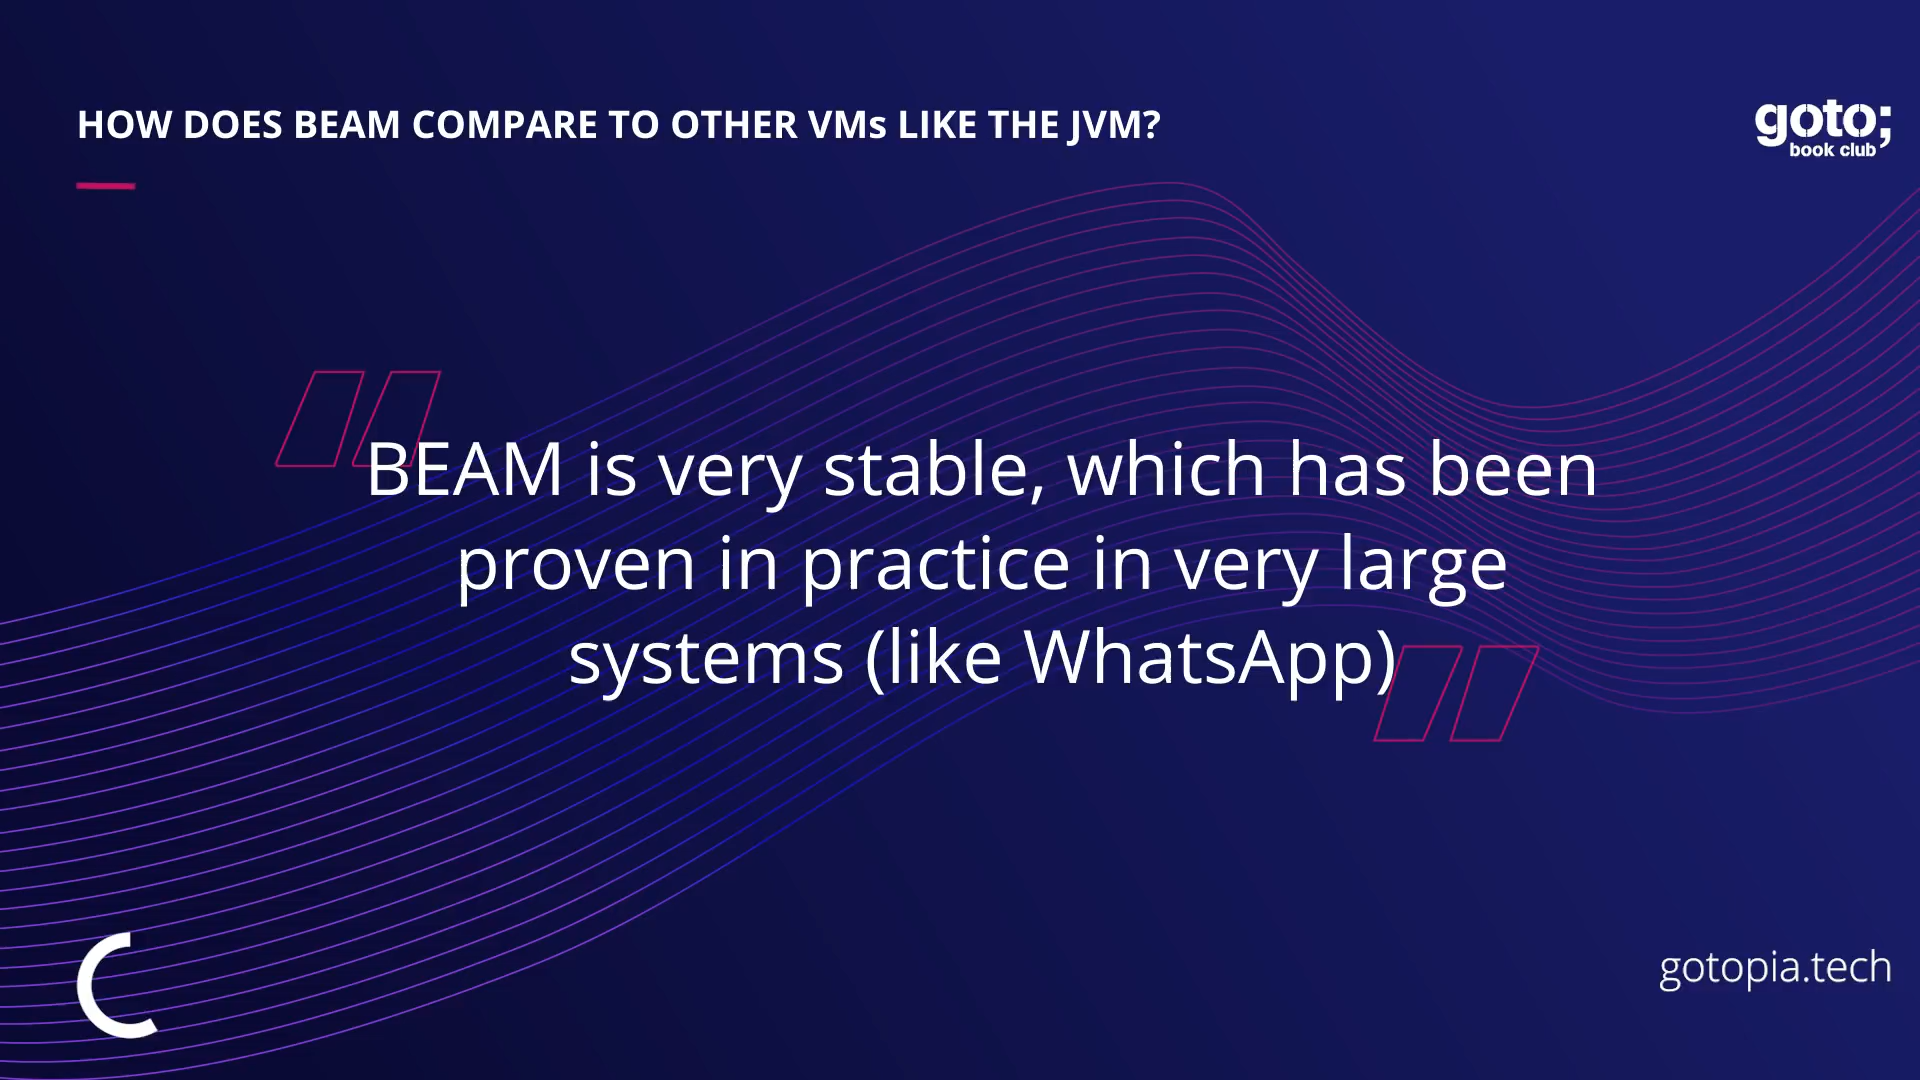 HOW DOES BEAM COMPARE TO OTHER VMs LIKE THE JVM?
goto;
book club
BEAM is very stable, which has been
proven in practice in very large
systems (like WhatsApp)
gotopia.tech